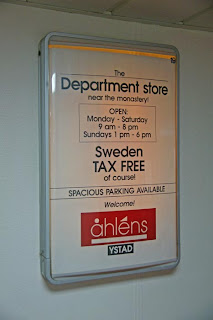 The
Department store
near the monastery!
OPEN:
Monday - Saturday
9 am - 8 pm
Sundays 1 pm - 6 pm
Sweden
TAX FREE
of course!
SPACIOUS PARKING AVAILABLE
Welcome!
åhléns
YSTAD